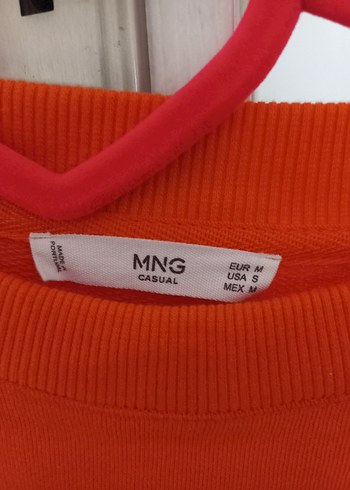 MADE IN
PORTUGAL
MNG
CASUAL
EUR M
USA S
MEX M